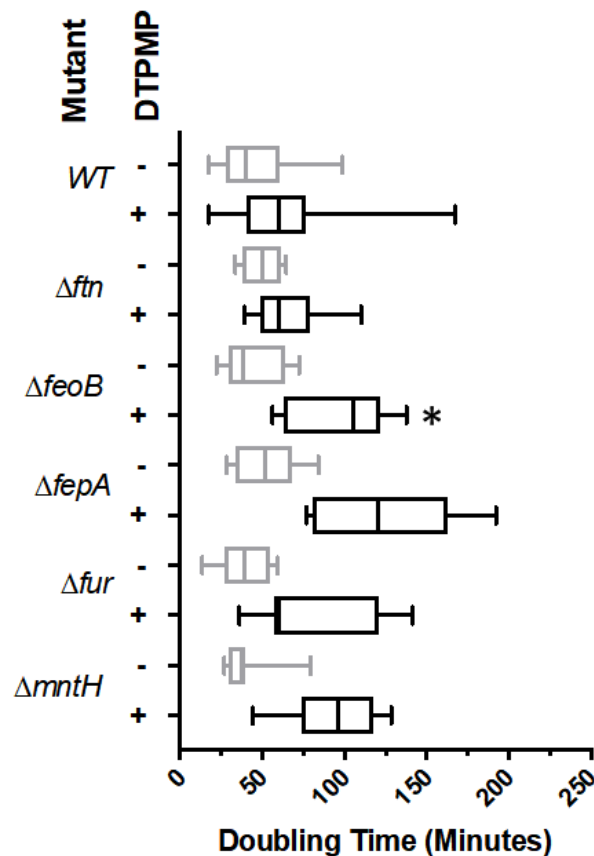 Mutant DTPMP
WT -
+
Δftn -
+
ΔfeoB -
+ *
ΔfepA -
+
Δfur -
+
ΔmntH -
+
0 50 100 150 200 250
Doubling Time (Minutes)